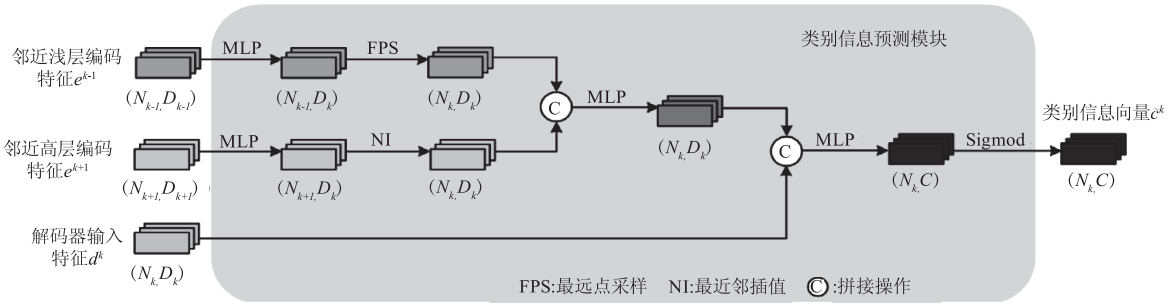 类别信息预测模块
邻近浅层编码
特征e^{k-1}
MLP
FPS
(N_{k-1},D_{k-1})
(N_{k-1},D_k)
(N_k,D_k)
C
MLP
(N_k,D_k)
邻近高层编码
特征e^{k+1}
MLP
NI
(N_{k+1},D_{k+1})
(N_{k+1},D_k)
(N_k,D_k)
C
MLP
(N_k,C)
Sigmod
类别信息向量ĉ^k
(N_k,C)
解码器输入
特征d^k
(N_k,D_k)
FPS:最远点采样 NI:最近邻插值 C:拼接操作